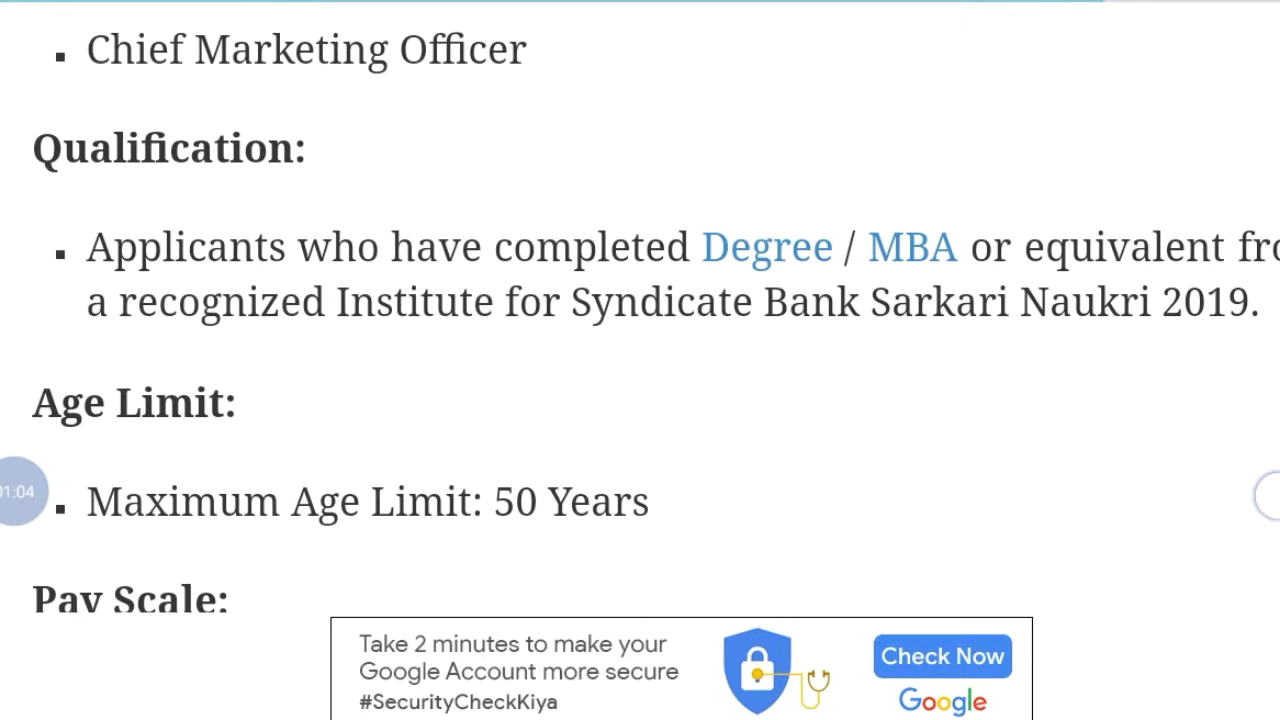 Chief Marketing Officer
Qualification:
Applicants who have completed Degree / MBA or equivalent
a recognized Institute for Syndicate Bank Sarkari Naukri 2019.
Age Limit:
01:04
Maximum Age Limit: 50 Years
Pay Scale:
Take 2 minutes to make your
Google Account more secure
#SecurityCheckKiya
Check Now
Google